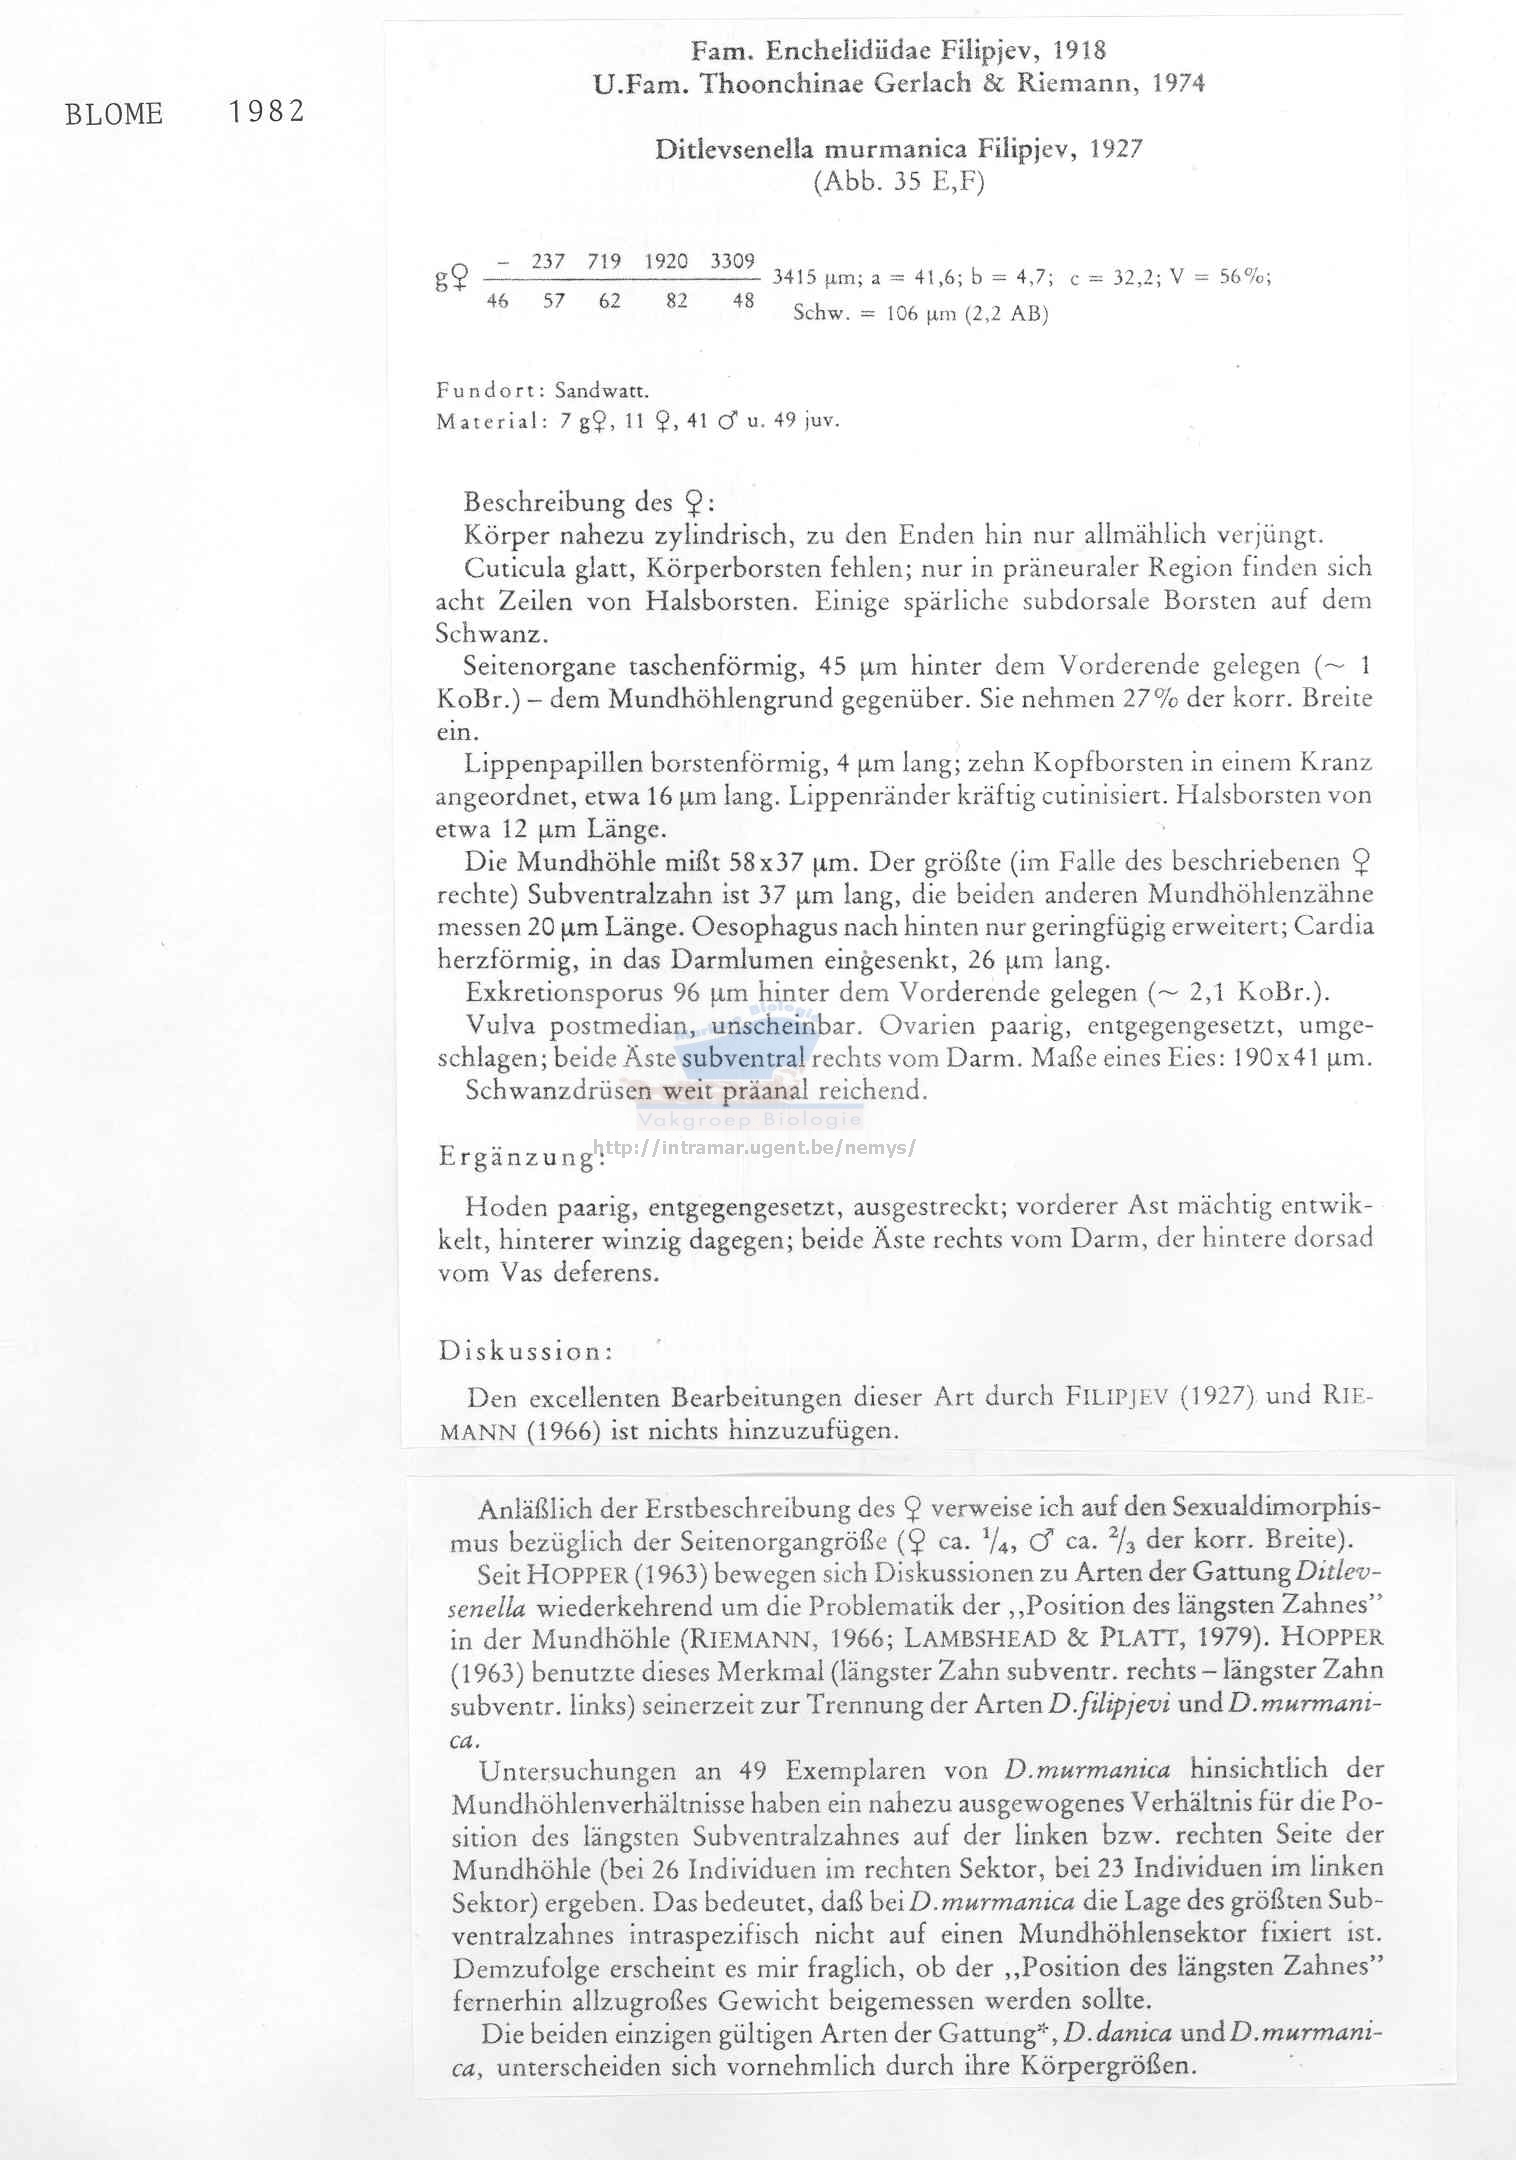 BLOME 1982
Fam. Enchelidiidae Filipjev, 1918
U.Fam. Thoonchinae Gerlach & Riemann, 1974
Ditlevsenella murmanica Filipjev, 1927
(Abb. 35 E,F)
g♀ – 237 719 1920 3309
46 57 62 82 48
3415 µm; a = 41,6; b = 4,7; c = 32,2; V = 56%;
Schw. = 106 µm (2,2 AB)
Fundort: Sandwatt.
Material: 7 g♀, 11 ♀, 41 ♂ u. 49 juv.
Beschreibung des ♀:
Körper nahezu zylindrisch, zu den Enden hin nur allmählich verjüngt.
Cuticula glatt, Körperborsten fehlen; nur in präneuraler Region finden sich
acht Zeilen von Halsborsten. Einige spärliche subdorsale Borsten auf dem
Schwanz.
Seitenorgane taschenförmig, 45 µm hinter dem Vorderende gelegen (~ 1
KoBr.) – dem Mundhöhlengrund gegenüber. Sie nehmen 27% der korr. Breite
ein.
Lippenpapillen borstenförmig, 4 µm lang; zehn Kopfborsten in einem Kranz
angeordnet, etwa 16 µm lang. Lippenränder kräftig cutinisiert. Halsborsten von
etwa 12 µm Länge.
Die Mundhöhle mißt 58x37 µm. Der größte (im Falle des beschriebenen ♀
rechte) Subventralzahn ist 37 µm lang, die beiden anderen Mundhöhlenzähne
messen 20 µm Länge. Oesophagus nach hinten nur geringfügig erweitert; Cardia
herzförmig, in das Darmlumen eingesenkt, 26 µm lang.
Exkretionsporus 96 µm hinter dem Vorderende gelegen (~ 2,1 KoBr.).
Vulva postmedian, unscheinbar. Ovarien paarig, entgegengesetzt, umge-
schlagen; beide Äste subventral rechts vom Darm. Maße eines Eies: 190x41 µm.
Schwanzdrüsen weit präanal reichend.
Mariene Biologie
Vakgroep Biologie
http://intramar.ugent.be/nemys/
Ergänzung:
Hoden paarig, entgegengesetzt, ausgestreckt; vorderer Ast mächtig entwik-
kelt, hinterer winzig dagegen; beide Äste rechts vom Darm, der hintere dorsad
vom Vas deferens.
Diskussion:
Den excellenten Bearbeitungen dieser Art durch FILIPJEV (1927) und RIE-
MANN (1966) ist nichts hinzuzufügen.
Anläßlich der Erstbeschreibung des ♀ verweise ich auf den Sexualdimorphis-
mus bezüglich der Seitenorgangröße (♀ ca. 1/4, ♂ ca. 2/3 der korr. Breite).
Seit HOPPER (1963) bewegen sich Diskussionen zu Arten der Gattung Ditlev-
senella wiederkehrend um die Problematik der ,,Position des längsten Zahnes”
in der Mundhöhle (RIEMANN, 1966; LAMBSHEAD & PLATT, 1979). HOPPER
(1963) benutzte dieses Merkmal (längster Zahn subventr. rechts – längster Zahn
subventr. links) seinerzeit zur Trennung der Arten D.filipjevi und D.murmani-
ca.
Untersuchungen an 49 Exemplaren von D.murmanica hinsichtlich der
Mundhöhlenverhältnisse haben ein nahezu ausgewogenes Verhältnis für die Po-
sition des längsten Subventralzahnes auf der linken bzw. rechten Seite der
Mundhöhle (bei 26 Individuen im rechten Sektor, bei 23 Individuen im linken
Sektor) ergeben. Das bedeutet, daß bei D.murmanica die Lage des größten Sub-
ventralzahnes intraspezifisch nicht auf einen Mundhöhlensektor fixiert ist.
Demzufolge erscheint es mir fraglich, ob der ,,Position des längsten Zahnes”
fernerhin allzugroßes Gewicht beigemessen werden sollte.
Die beiden einzigen gültigen Arten der Gattung*, D.danica und D.murmani-
ca, unterscheiden sich vornehmlich durch ihre Körpergrößen.